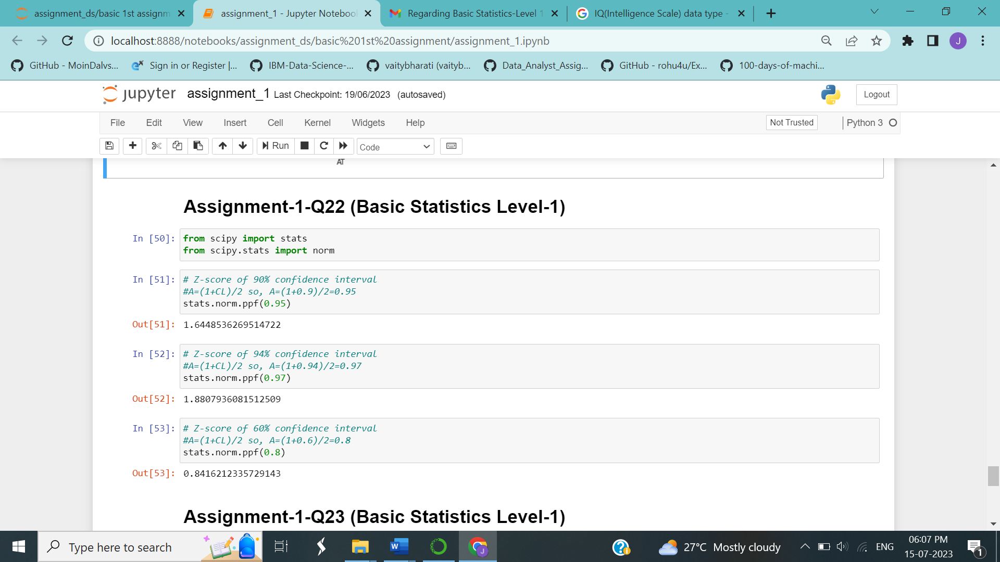 assignment_ds/basic 1st assignm
assignment_1 - Jupyter Notebook
Regarding Basic Statistics-Level 1
IQ(Intelligence Scale) data type -
localhost:8888/notebooks/assignment_ds/basic%201st%20assignment/assignment_1.ipynb
J
GitHub - MoinDalvs...
Sign in or Register |...
IBM-Data-Science-...
vaitybharati (vaityb...
Data_Analyst_Assig...
GitHub - rohu4u/Ex...
100-days-of-machi...
jupyter assignment_1 Last Checkpoint: 19/06/2023 (autosaved)
Logout
File Edit View Insert Cell Kernel Widgets Help
Not Trusted
Python 3
Run
Code
Assignment-1-Q22 (Basic Statistics Level-1)
In [50]: from scipy import stats
from scipy.stats import norm
In [51]: # Z-score of 90% confidence interval
#A=(1+CL)/2 so, A=(1+0.9)/2=0.95
stats.norm.ppf(0.95)
Out[51]: 1.6448536269514722
In [52]: # Z-score of 94% confidence interval
#A=(1+CL)/2 so, A=(1+0.94)/2=0.97
stats.norm.ppf(0.97)
Out[52]: 1.8807936081512509
In [53]: # Z-score of 60% confidence interval
#A=(1+CL)/2 so, A=(1+0.6)/2=0.8
stats.norm.ppf(0.8)
Out[53]: 0.8416212335729143
Assignment-1-Q23 (Basic Statistics Level-1)
Type here to search
27°C Mostly cloudy
ENG
06:07 PM
15-07-2023
1